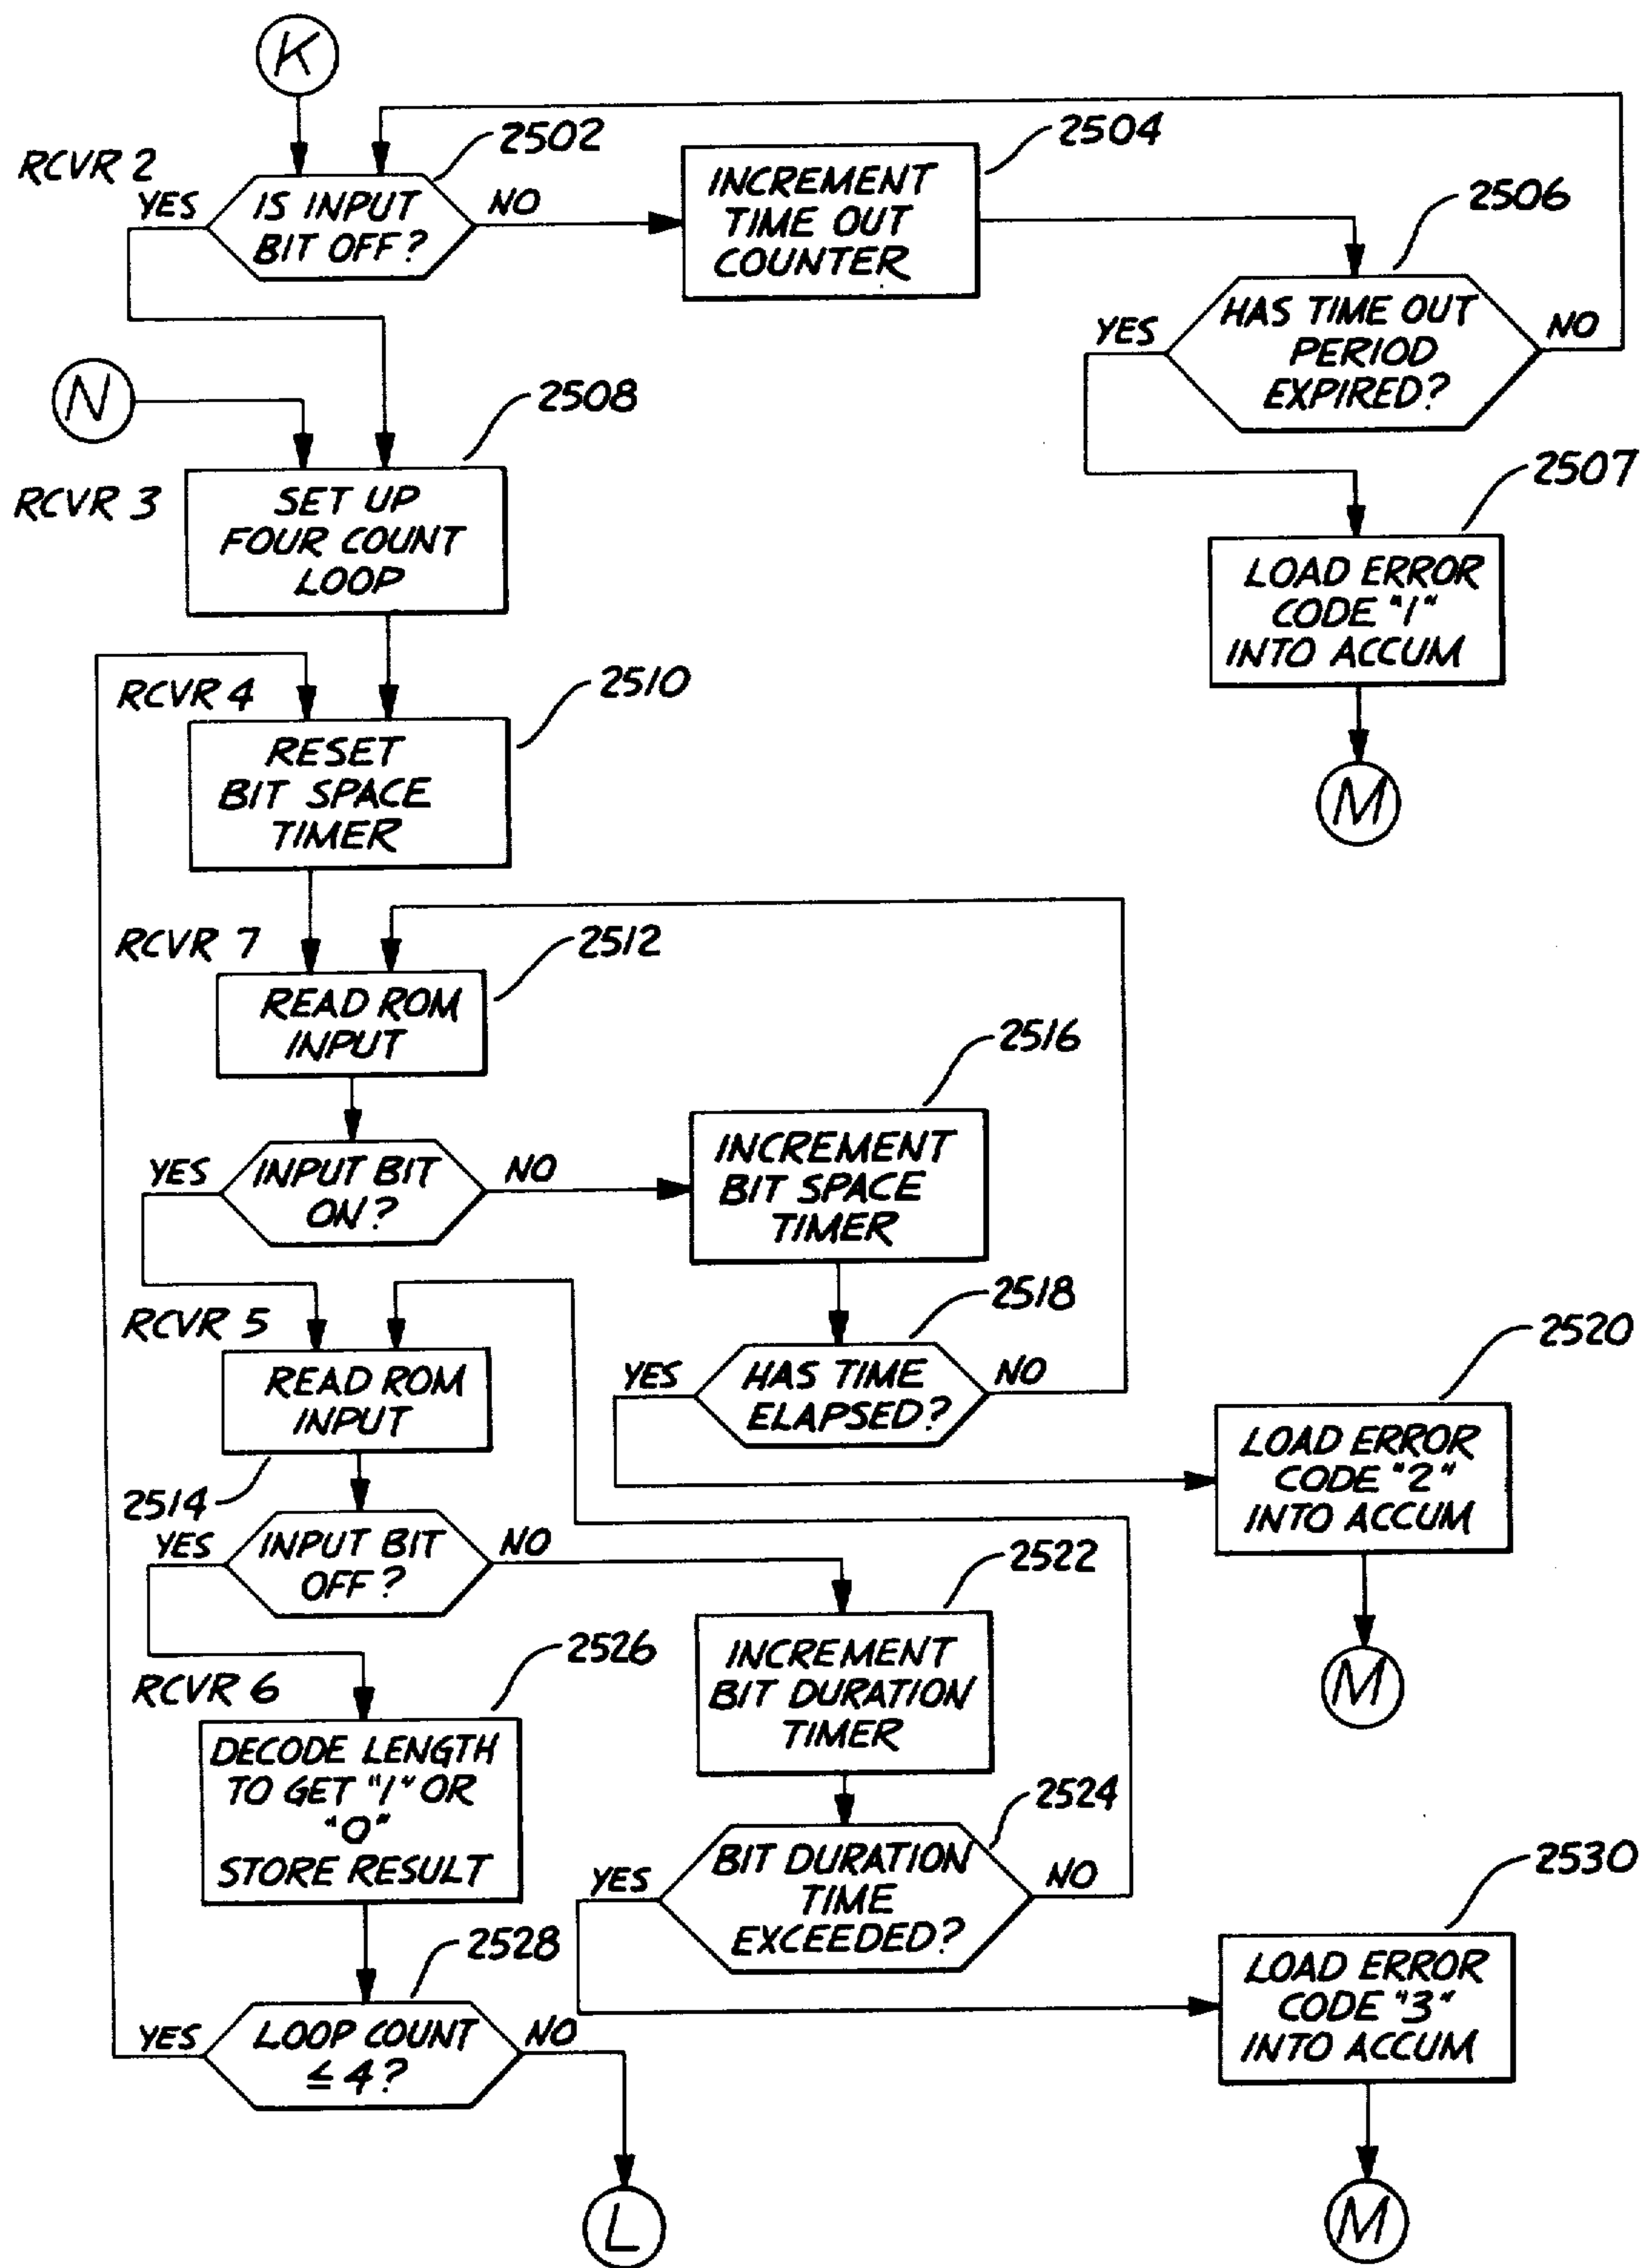 K
RCVR 2
2502
YES
IS INPUT
BIT OFF?
NO
2504
INCREMENT
TIME OUT
COUNTER
2506
YES
HAS TIME OUT
PERIOD
EXPIRED?
NO
N
2508
RCVR 3
SET UP
FOUR COUNT
LOOP
2507
LOAD ERROR
CODE "1"
INTO ACCUM
M
RCVR 4
2510
RESET
BIT SPACE
TIMER
RCVR 7
2512
READ ROM
INPUT
YES
INPUT BIT
ON?
NO
2516
INCREMENT
BIT SPACE
TIMER
2518
YES
HAS TIME
ELAPSED?
NO
2520
LOAD ERROR
CODE "2"
INTO ACCUM
M
RCVR 5
READ ROM
INPUT
2514
YES
INPUT BIT
OFF?
NO
2522
INCREMENT
BIT DURATION
TIMER
2524
YES
BIT DURATION
TIME
EXCEEDED?
NO
RCVR 6
2526
DECODE LENGTH
TO GET "1" OR
"0"
STORE RESULT
2528
YES
LOOP COUNT
≤ 4?
NO
L
2530
LOAD ERROR
CODE "3"
INTO ACCUM
M